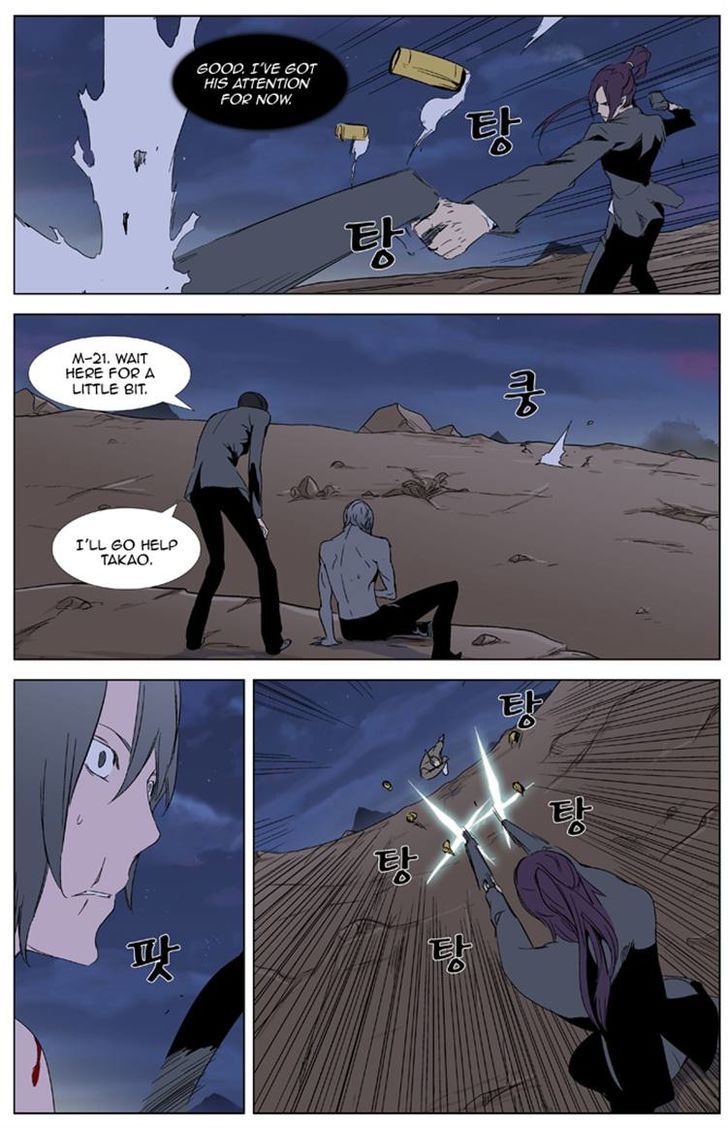 GOOD. I'VE GOT
HIS ATTENTION
FOR NOW.
탕
탕
M-21. WAIT
HERE FOR A
LITTLE BIT.
쿵
I'LL GO HELP
TAKAO.
팟
탕
탕
탕
탕